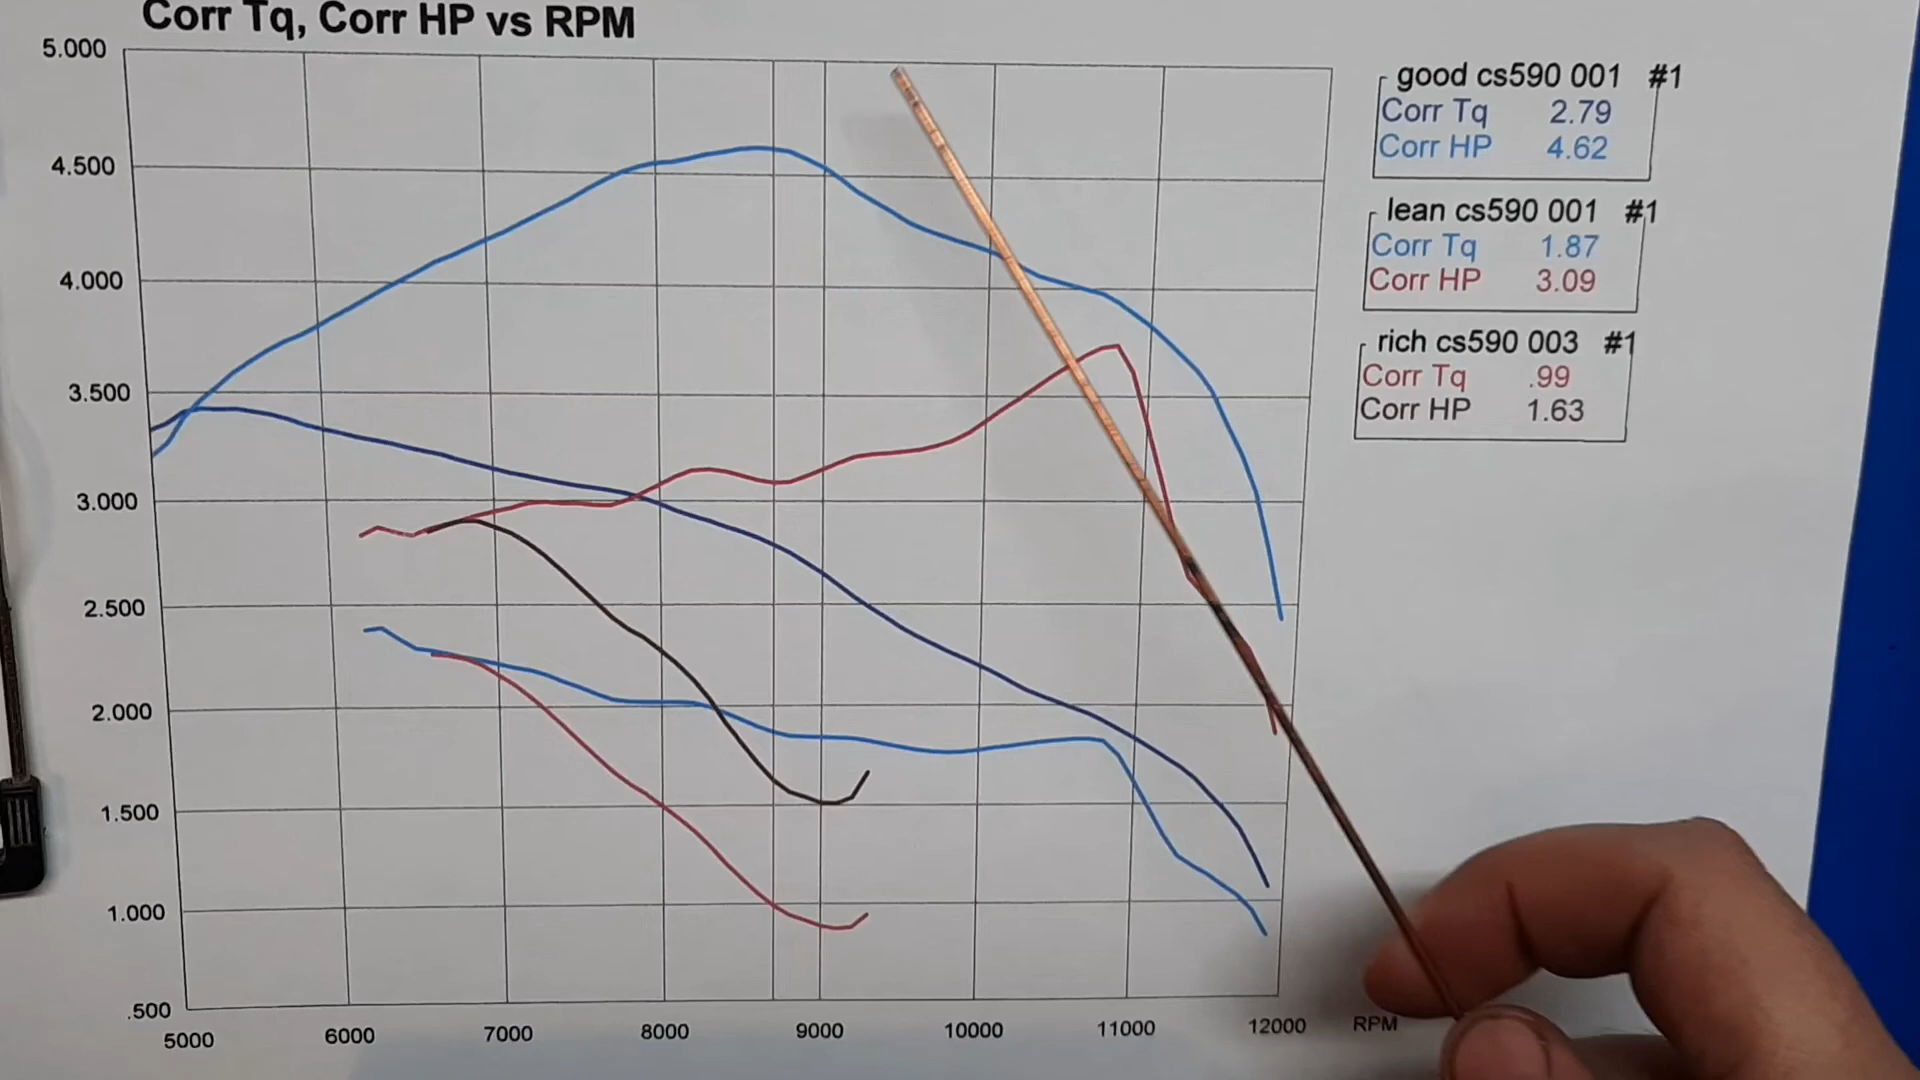 Corr Tq, Corr HP vs RPM
5.000
4.500
4.000
3.500
3.000
2.500
2.000
1.500
1.000
.500
5000 6000 7000 8000 9000 10000 11000 12000 RPM
good cs590 001 #1
Corr Tq 2.79
Corr HP 4.62
lean cs590 001 #1
Corr Tq 1.87
Corr HP 3.09
rich cs590 003 #1
Corr Tq .99
Corr HP 1.63